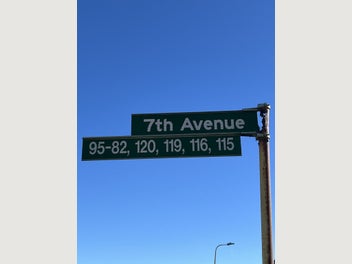 7th Avenue
95-82, 120, 119, 116, 115